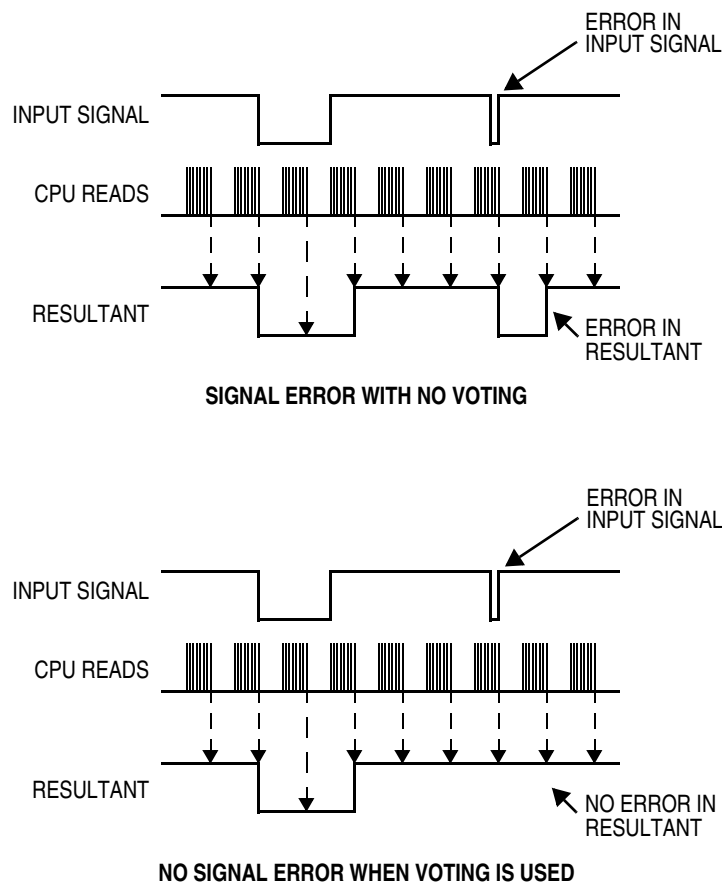 ERROR IN
INPUT SIGNAL
INPUT SIGNAL
CPU READS
RESULTANT
ERROR IN
RESULTANT
SIGNAL ERROR WITH NO VOTING
ERROR IN
INPUT SIGNAL
INPUT SIGNAL
CPU READS
RESULTANT
NO ERROR IN
RESULTANT
NO SIGNAL ERROR WHEN VOTING IS USED